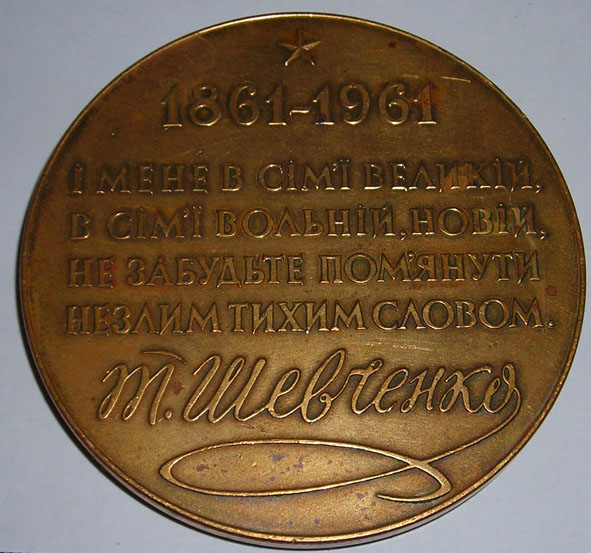 1861-1961
І МЕНЕ В СІМ'Ї ВЕЛИКІЙ,
В СІМ'Ї ВОЛЬНІЙ, НОВІЙ,
НЕ ЗАБУДЬТЕ ПОМ'ЯНУТИ
НЕЗЛИМ ТИХИМ СЛОВОМ.
Т. Шевченко